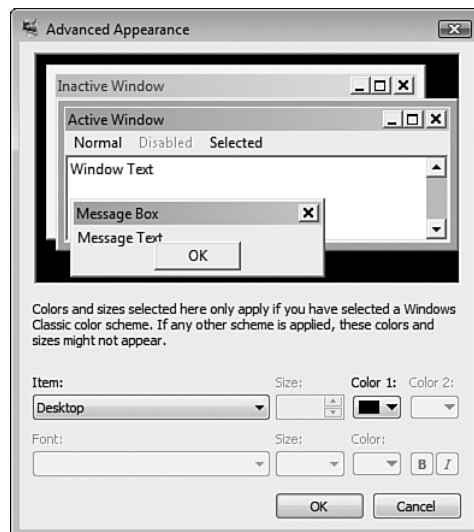 Advanced Appearance
Inactive Window
Active Window
Normal Disabled Selected
Window Text
Message Box
Message Text
OK
Colors and sizes selected here only apply if you have selected a Windows
Classic color scheme. If any other scheme is applied, these colors and
sizes might not appear.
Item: Size: Color 1: Color 2:
Desktop
Font: Size: Color:
B I
OK Cancel